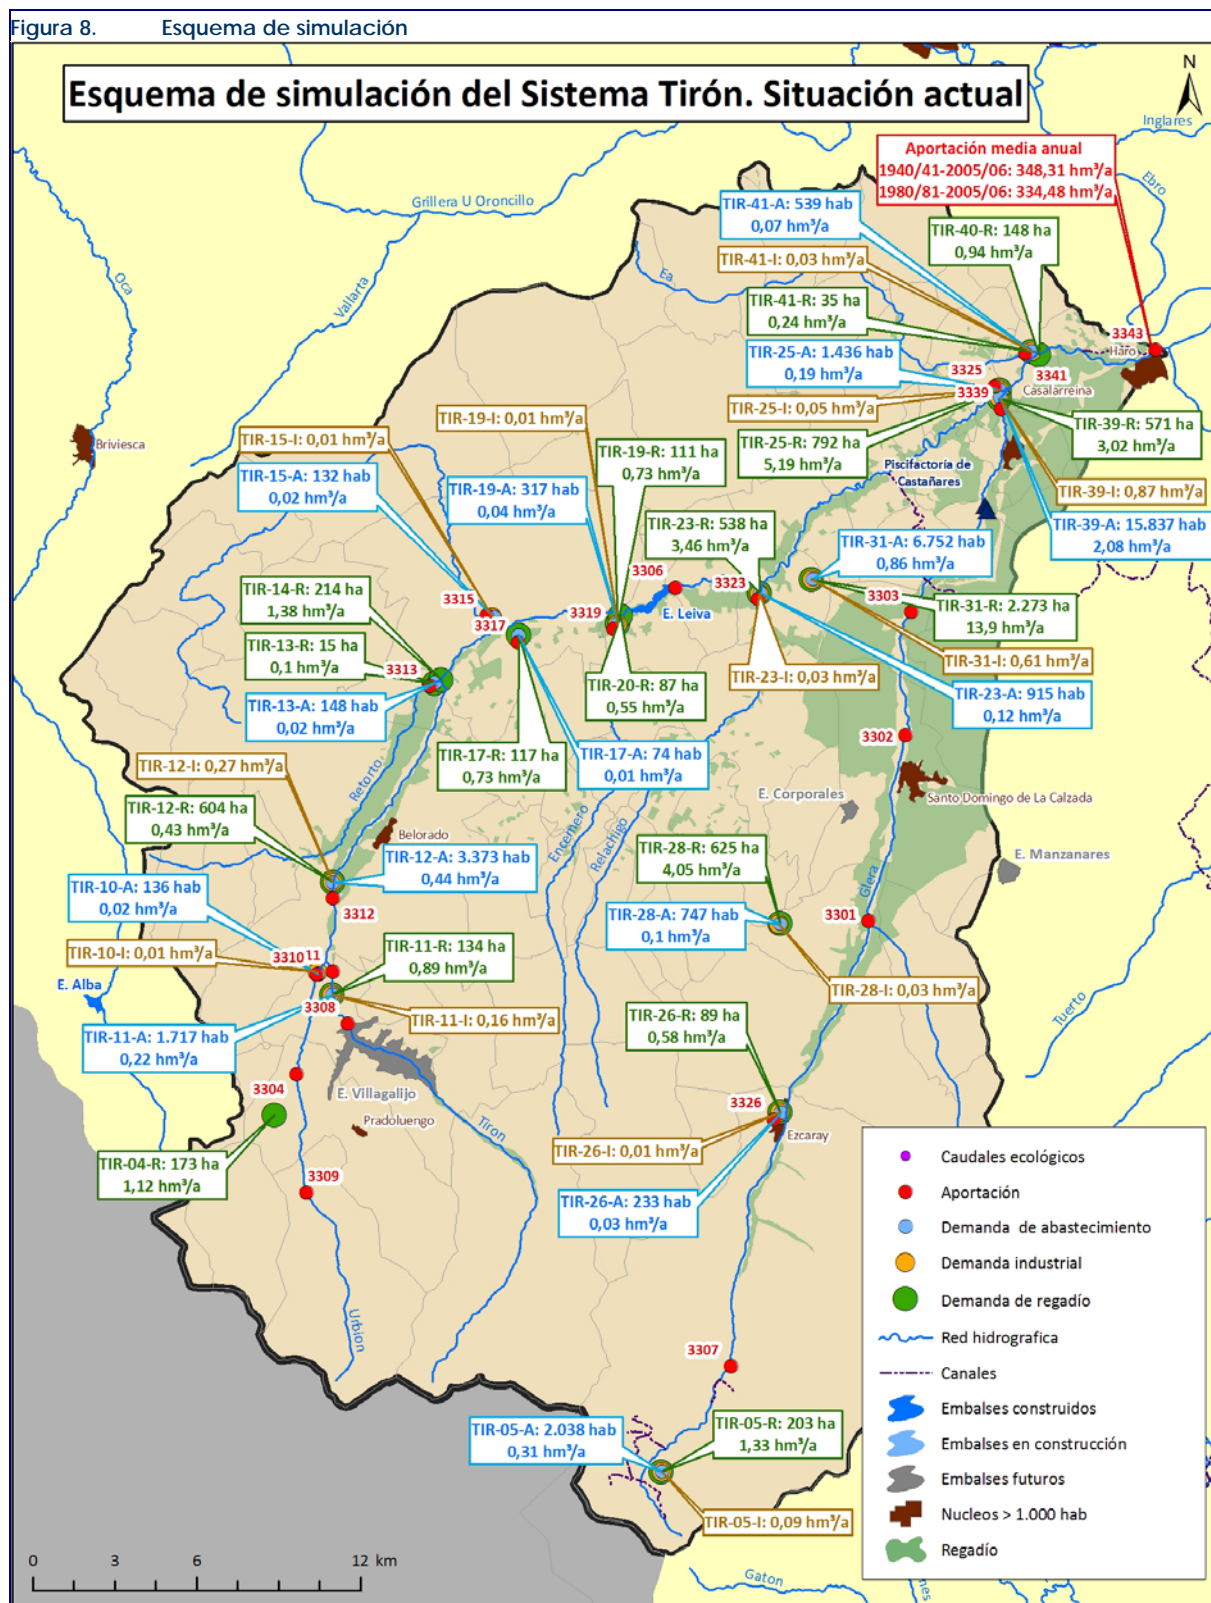 Figura 8. Esquema de simulación
Esquema de simulación del Sistema Tirón. Situación actual
N
Inglares
Ebro
Aportación media anual
1940/41-2005/06: 348,31 hm³/a
1980/81-2005/06: 334,48 hm³/a
TIR-41-A: 539 hab
0,07 hm³/a
Grillera U Oroncillo
TIR-40-R: 148 ha
0,94 hm³/a
TIR-41-I: 0,03 hm³/a
Ea
Oca
Vallarta
TIR-41-R: 35 ha
0,24 hm³/a
3343
Haro
TIR-25-A: 1.436 hab
0,19 hm³/a
3325
3341
3339
Casalarreina
TIR-25-I: 0,05 hm³/a
TIR-19-I: 0,01 hm³/a
TIR-15-I: 0,01 hm³/a
Briviesca
TIR-39-R: 571 ha
3,02 hm³/a
TIR-25-R: 792 ha
5,19 hm³/a
TIR-19-R: 111 ha
0,73 hm³/a
TIR-15-A: 132 hab
0,02 hm³/a
Piscifactoría de
Castañares
TIR-19-A: 317 hab
0,04 hm³/a
TIR-39-I: 0,87 hm³/a
TIR-23-R: 538 ha
3,46 hm³/a
TIR-39-A: 15.837 hab
2,08 hm³/a
TIR-31-A: 6.752 hab
0,86 hm³/a
3306
3323
TIR-14-R: 214 ha
1,38 hm³/a
3315
3317
3319
E. Leiva
3303
TIR-31-R: 2.273 ha
13,9 hm³/a
TIR-13-R: 15 ha
0,1 hm³/a
3313
TIR-31-I: 0,61 hm³/a
TIR-23-I: 0,03 hm³/a
TIR-20-R: 87 ha
0,55 hm³/a
TIR-13-A: 148 hab
0,02 hm³/a
TIR-23-A: 915 hab
0,12 hm³/a
3302
TIR-17-R: 117 ha
0,73 hm³/a
TIR-17-A: 74 hab
0,01 hm³/a
TIR-12-I: 0,27 hm³/a
Retorto
E. Corporales
Santo Domingo de La Calzada
TIR-12-R: 604 ha
0,43 hm³/a
Belorado
Encemero
Relachigo
TIR-28-R: 625 ha
4,05 hm³/a
E. Manzanares
TIR-12-A: 3.373 hab
0,44 hm³/a
TIR-10-A: 136 hab
0,02 hm³/a
Glera
3312
TIR-28-A: 747 hab
0,1 hm³/a
3301
TIR-10-I: 0,01 hm³/a
3310
11
TIR-11-R: 134 ha
0,89 hm³/a
E. Alba
TIR-28-I: 0,03 hm³/a
3308
TIR-11-I: 0,16 hm³/a
TIR-26-R: 89 ha
0,58 hm³/a
Tuerto
TIR-11-A: 1.717 hab
0,22 hm³/a
3304
E. Villagalijo
Pradoluengo
Tiron
3326
Ezcaray
TIR-26-I: 0,01 hm³/a
TIR-04-R: 173 ha
1,12 hm³/a
3309
TIR-26-A: 233 hab
0,03 hm³/a
Urbion
3307
TIR-05-A: 2.038 hab
0,31 hm³/a
TIR-05-R: 203 ha
1,33 hm³/a
TIR-05-I: 0,09 hm³/a
Caudales ecológicos
Aportación
Demanda de abastecimiento
Demanda industrial
Demanda de regadío
Red hidrografica
Canales
Embalses construidos
Embalses en construcción
Embalses futuros
Nucleos > 1.000 hab
Regadío
0 3 6 12 km
Gaton
nes